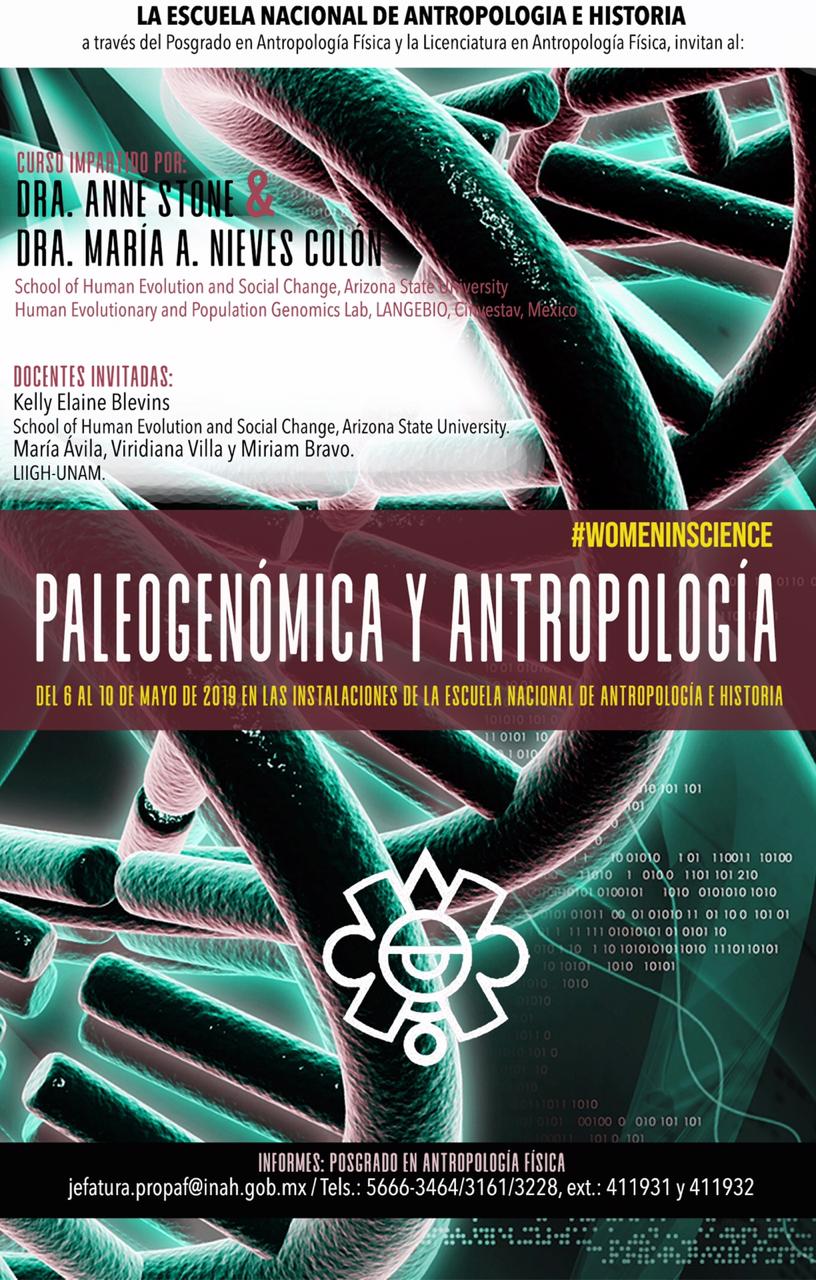 LA ESCUELA NACIONAL DE ANTROPOLOGIA E HISTORIA
a través del Posgrado en Antropología Física y la Licenciatura en Antropología Física, invitan al:
CURSO IMPARTIDO POR:
DRA. ANNE STONE &
DRA. MARÍA A. NIEVES COLÓN
School of Human Evolution and Social Change, Arizona State University
Human Evolutionary and Population Genomics Lab, LANGEBIO, Cinvestav, Mexico
DOCENTES INVITADAS:
Kelly Elaine Blevins
School of Human Evolution and Social Change, Arizona State University.
María Ávila, Viridiana Villa y Miriam Bravo.
LIIGH-UNAM.
#WOMENINSCIENCE
PALEOGENÓMICA Y ANTROPOLOGÍA
DEL 6 AL 10 DE MAYO DE 2019 EN LAS INSTALACIONES DE LA ESCUELA NACIONAL DE ANTROPOLOGÍA E HISTORIA
INFORMES: POSGRADO EN ANTROPOLOGÍA FÍSICA
jefatura.propaf@inah.gob.mx / Tels.: 5666-3464/3161/3228, ext.: 411931 y 411932